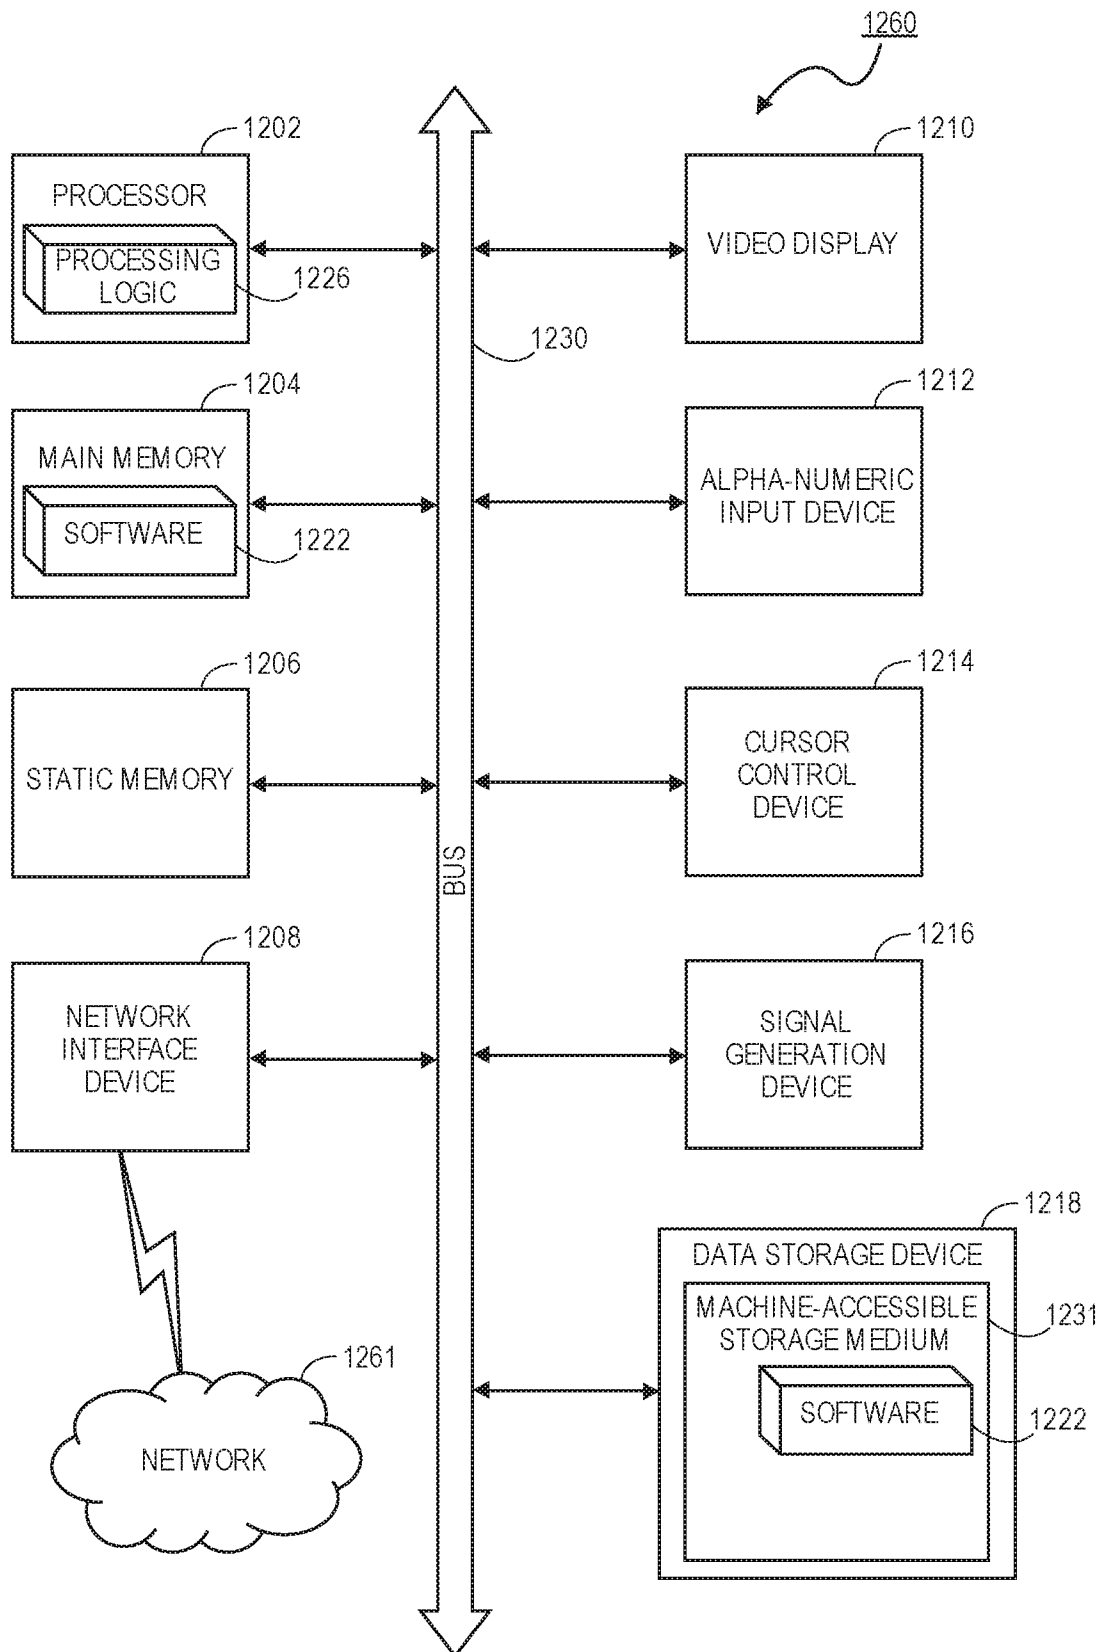 1260
1202
PROCESSOR
PROCESSING
LOGIC
1226
1210
VIDEO DISPLAY
1230
1204
MAIN MEMORY
SOFTWARE
1222
1212
ALPHA-NUMERIC
INPUT DEVICE
1206
STATIC MEMORY
1214
CURSOR
CONTROL
DEVICE
BUS
1208
NETWORK
INTERFACE
DEVICE
1216
SIGNAL
GENERATION
DEVICE
1218
DATA STORAGE DEVICE
MACHINE-ACCESSIBLE
STORAGE MEDIUM
1231
SOFTWARE
1222
1261
NETWORK